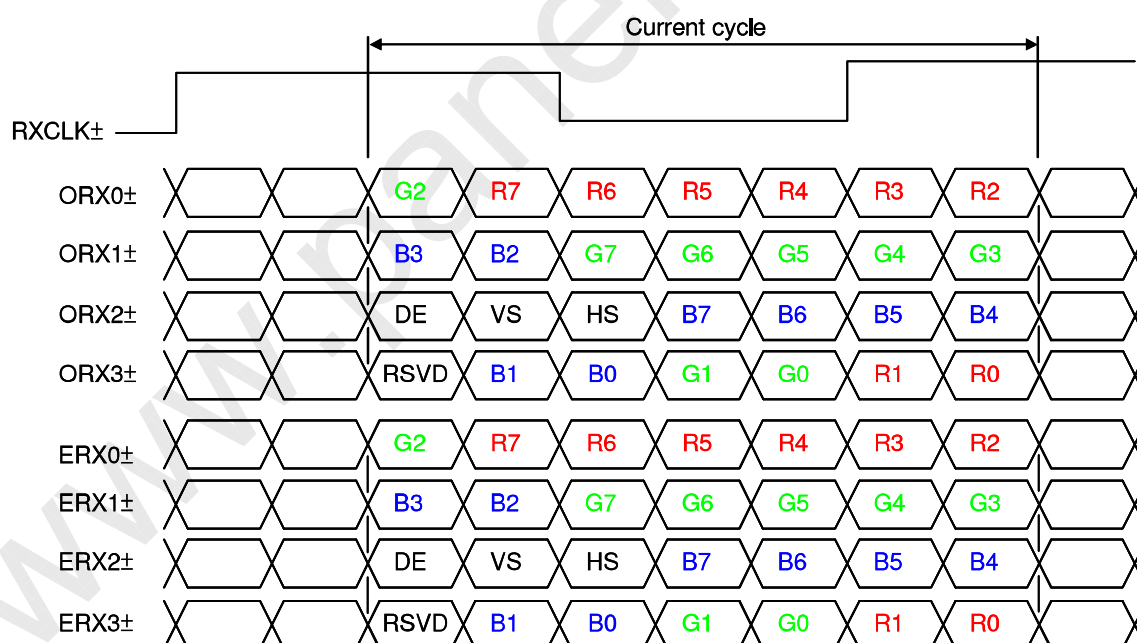 Current cycle
RXCLK±
ORX0± G2 R7 R6 R5 R4 R3 R2
ORX1± B3 B2 G7 G6 G5 G4 G3
ORX2± DE VS HS B7 B6 B5 B4
ORX3± RSVD B1 B0 G1 G0 R1 R0
ERX0± G2 R7 R6 R5 R4 R3 R2
ERX1± B3 B2 G7 G6 G5 G4 G3
ERX2± DE VS HS B7 B6 B5 B4
ERX3± RSVD B1 B0 G1 G0 R1 R0
www.pane